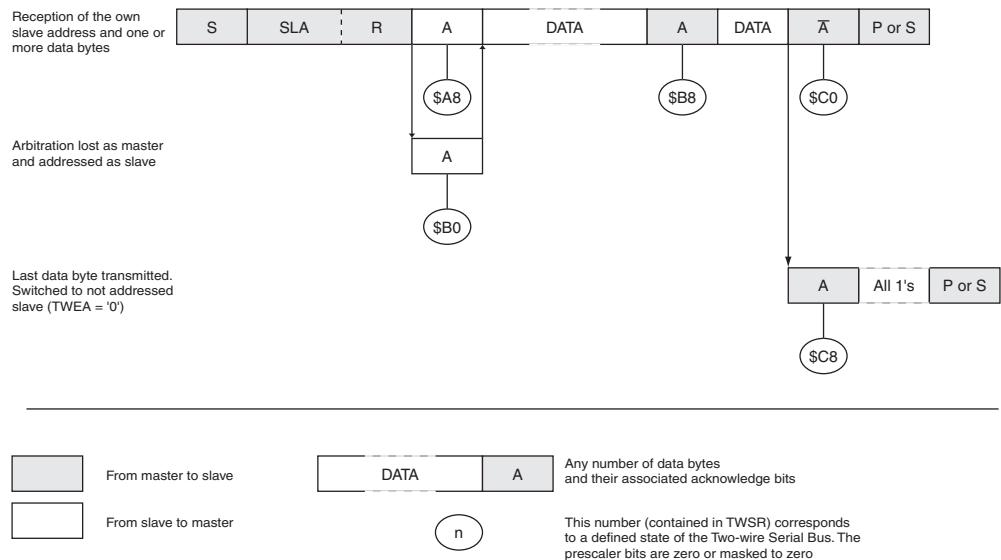 Reception of the own
slave address and one or
more data bytes
S SLA R A DATA A DATA A̅ P or S
$A8 $B8 $C0
Arbitration lost as master
and addressed as slave
A
$B0
Last data byte transmitted.
Switched to not addressed
slave (TWEA = '0')
A All 1's P or S
$C8
From master to slave
DATA A
Any number of data bytes
and their associated acknowledge bits
From slave to master
n
This number (contained in TWSR) corresponds
to a defined state of the Two-wire Serial Bus. The
prescaler bits are zero or masked to zero